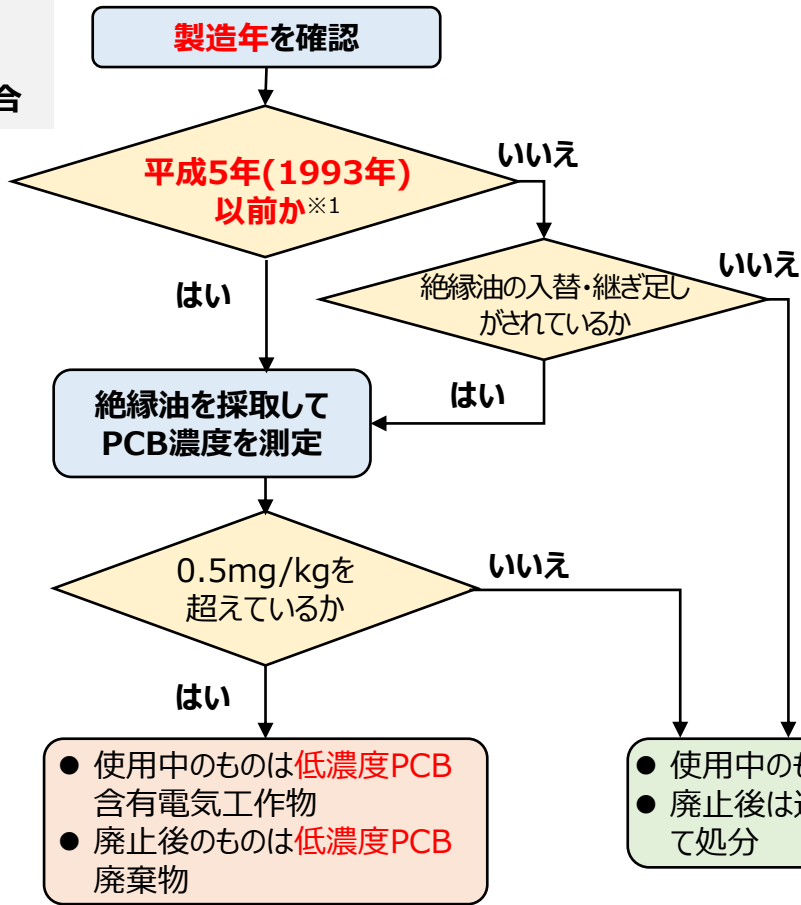 合
製造年を確認
平成5年(1993年)
以前か※1
いいえ
はい
絶縁油の入替・継ぎ足し
がされているか
いいえ
はい
絶縁油を採取して
PCB濃度を測定
0.5mg/kgを
超えているか
いいえ
はい
● 使用中のものは低濃度PCB
含有電気工作物
● 廃止後のものは低濃度PCB
廃棄物
● 使用中のも
● 廃止後は
て処分